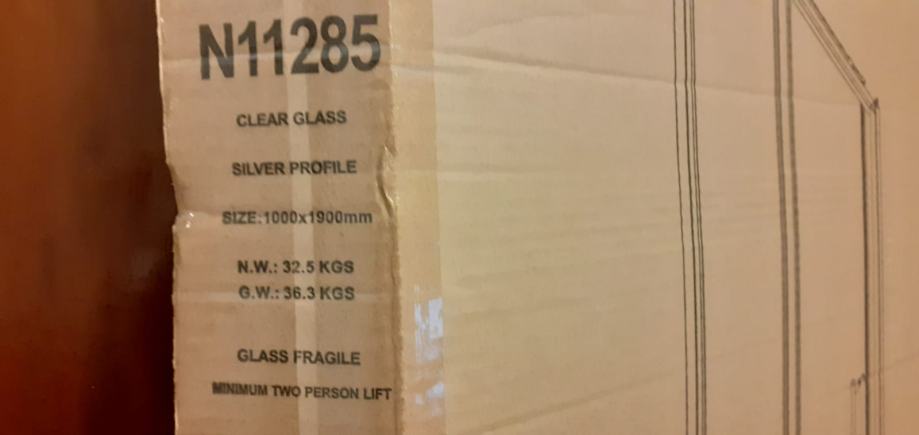 N11285
CLEAR GLASS
SILVER PROFILE
SIZE:1000x1900mm
N.W.: 32.5 KGS
G.W.: 36.3 KGS
GLASS FRAGILE
MINIMUM TWO PERSON LIFT